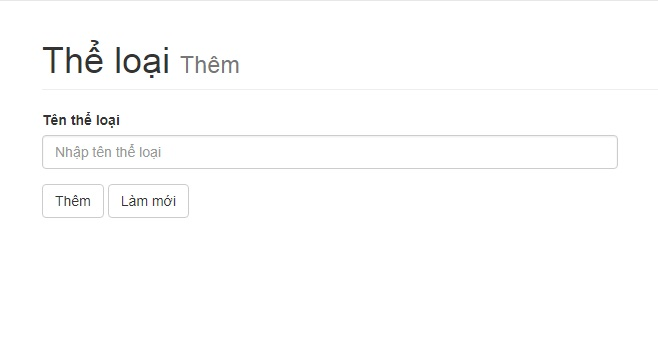 Thể loại Thêm
Tên thể loại
Nhập tên thể loại
Thêm Làm mới